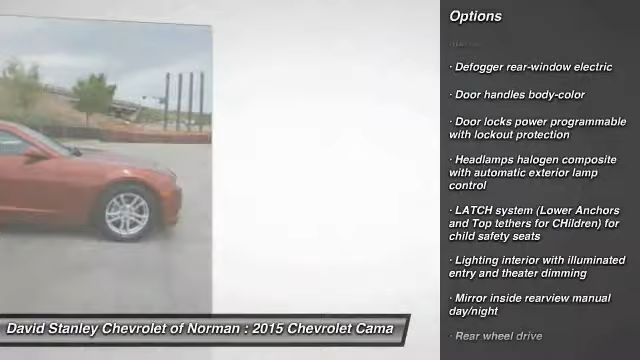 Options
· Defogger rear-window electric
· Door handles body-color
· Door locks power programmable
with lockout protection
· Headlamps halogen composite
with automatic exterior lamp
control
· LATCH system (Lower Anchors
and Top tethers for CHildren) for
child safety seats
· Lighting interior with illuminated
entry and theater dimming
· Mirror inside rearview manual
day/night
· Rear wheel drive
David Stanley Chevrolet of Norman : 2015 Chevrolet Cama